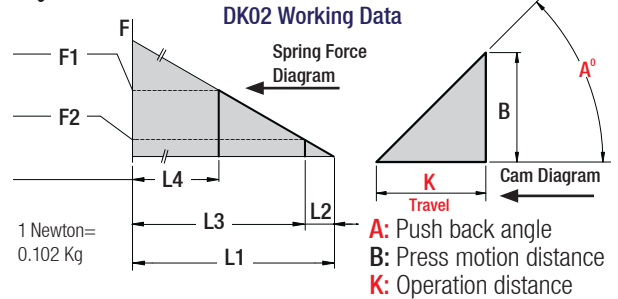 DK02 Working Data
F
F1
F2
Spring Force
Diagram
L4
L3
L2
L1
1 Newton=
0.102 Kg
A⁰
B
K
Travel
Cam Diagram
A: Push back angle
B: Press motion distance
K: Operation distance